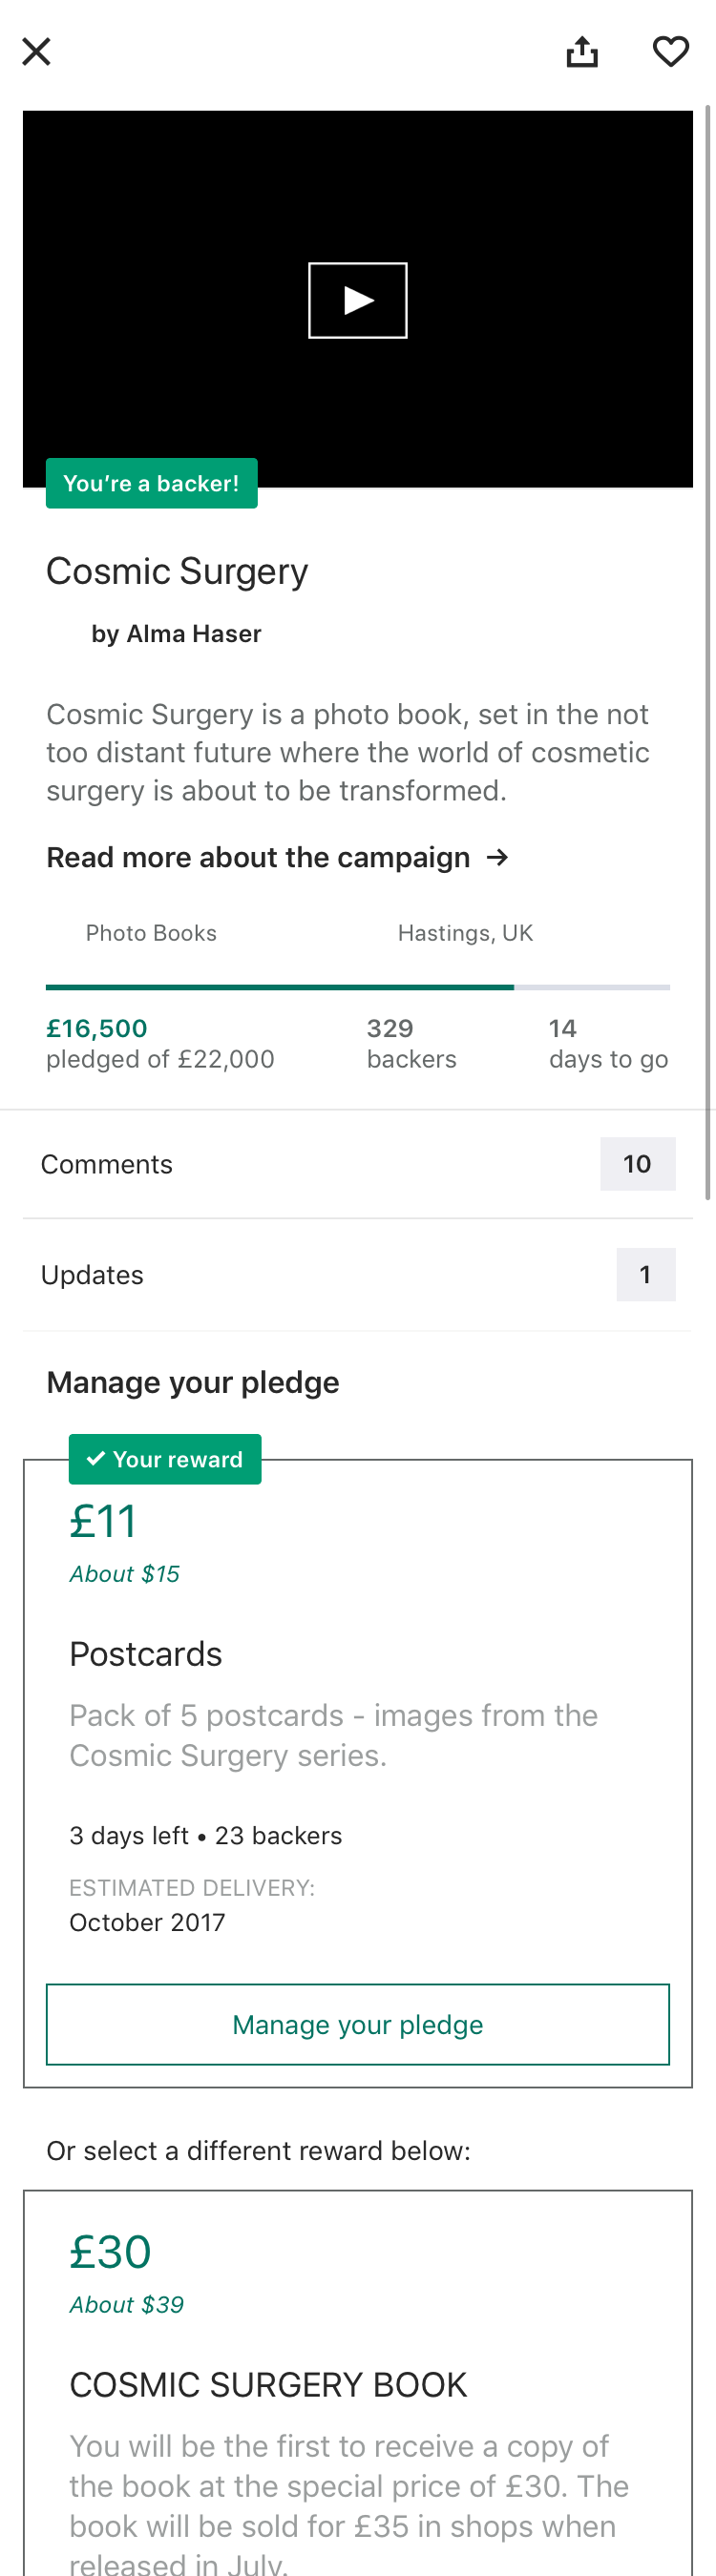 You're a backer!
Cosmic Surgery
by Alma Haser
Cosmic Surgery is a photo book, set in the not
too distant future where the world of cosmetic
surgery is about to be transformed.
Read more about the campaign →
Photo Books Hastings, UK
£16,500 329 14
pledged of £22,000 backers days to go
Comments 10
Updates 1
Manage your pledge
✓ Your reward
£11
About $15
Postcards
Pack of 5 postcards - images from the
Cosmic Surgery series.
3 days left • 23 backers
ESTIMATED DELIVERY:
October 2017
Manage your pledge
Or select a different reward below:
£30
About $39
COSMIC SURGERY BOOK
You will be the first to receive a copy of
the book at the special price of £30. The
book will be sold for £35 in shops when
released in July.